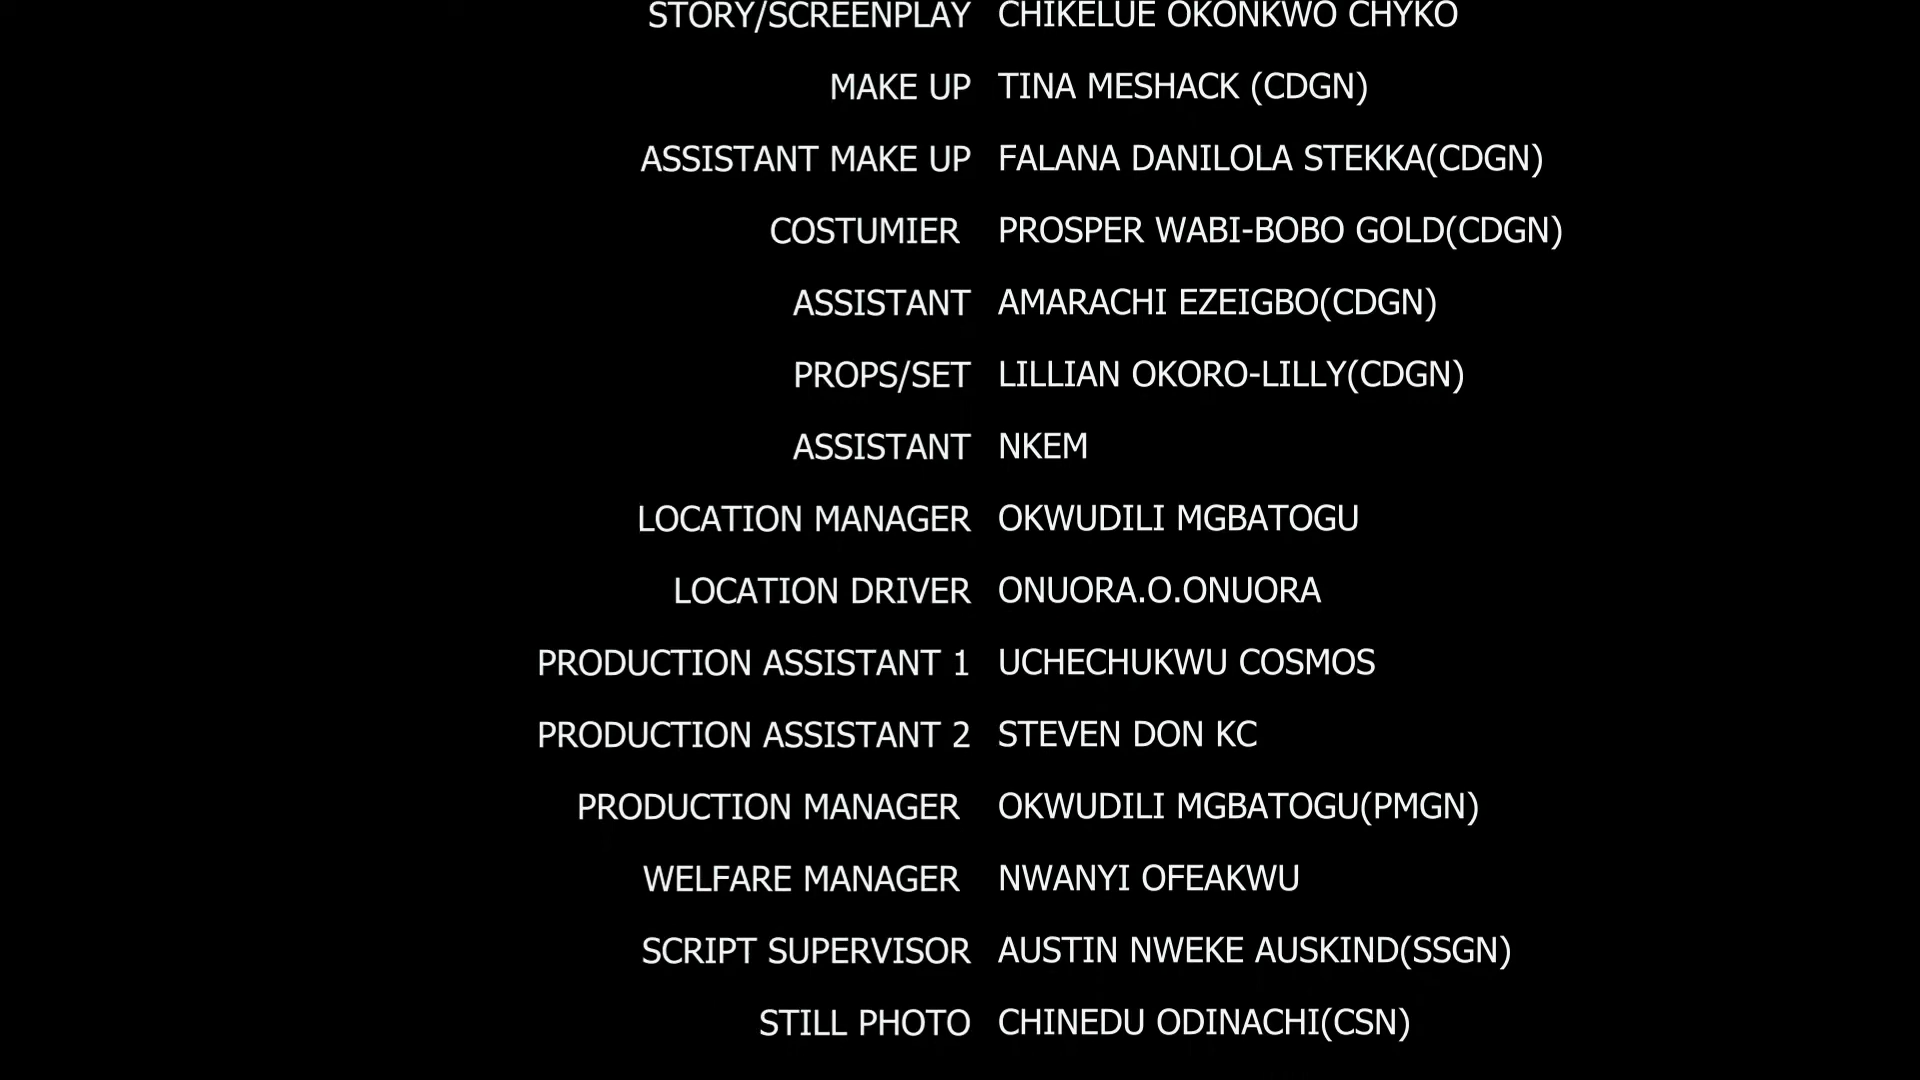 STORY/SCREENPLAY CHIKELUE OKONKWO CHYKO
MAKE UP TINA MESHACK (CDGN)
ASSISTANT MAKE UP FALANA DANILOLA STEKKA(CDGN)
COSTUMIER PROSPER WABI-BOBO GOLD(CDGN)
ASSISTANT AMARACHI EZEIGBO(CDGN)
PROPS/SET LILLIAN OKORO-LILLY(CDGN)
ASSISTANT NKEM
LOCATION MANAGER OKWUDILI MGBATOGU
LOCATION DRIVER ONUORA.O.ONUORA
PRODUCTION ASSISTANT 1 UCHECHUKWU COSMOS
PRODUCTION ASSISTANT 2 STEVEN DON KC
PRODUCTION MANAGER OKWUDILI MGBATOGU(PMGN)
WELFARE MANAGER NWANYI OFEAKWU
SCRIPT SUPERVISOR AUSTIN NWEKE AUSKIND(SSGN)
STILL PHOTO CHINEDU ODINACHI(CSN)